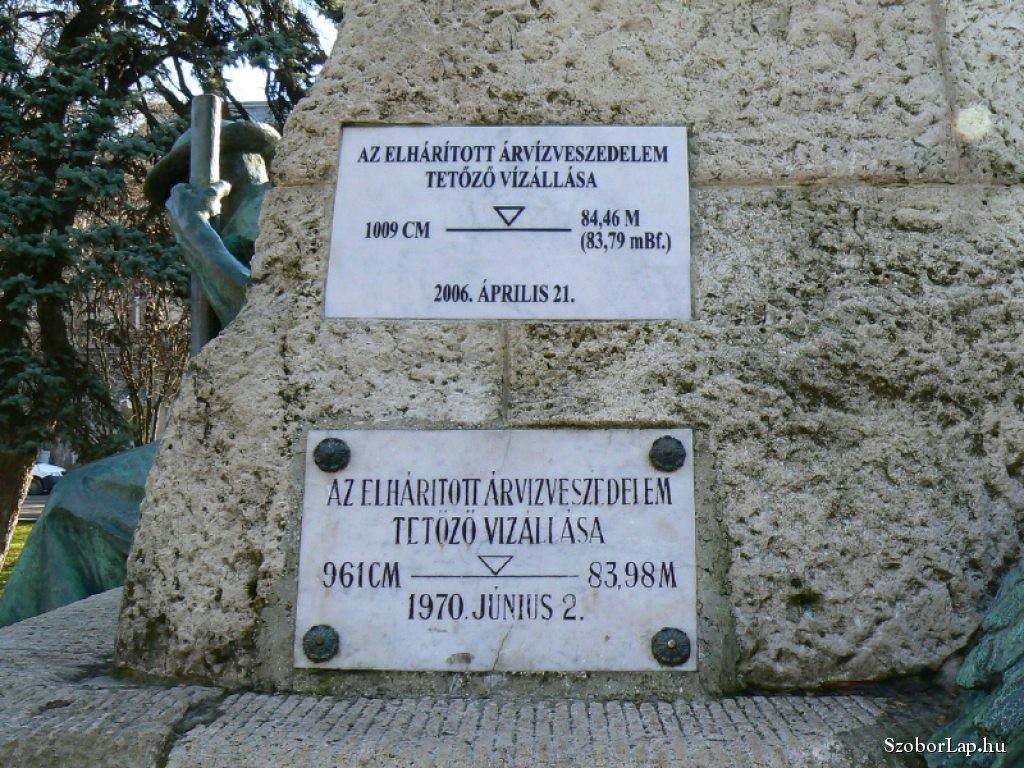 AZ ELHÁRÍTOTT ÁRVÍZVESZEDELEM
TETŐZŐ VÍZÁLLÁSA
1009 CM 84,46 M
(83,79 mBf.)
2006. ÁPRILIS 21.
AZ ELHÁRITOTT ÁRVIZVESZEDELEM
TETŐZŐ VIZÁLLÁSA
961CM 83,98M
1970. JÚNIUS 2.
SzoborLap.hu